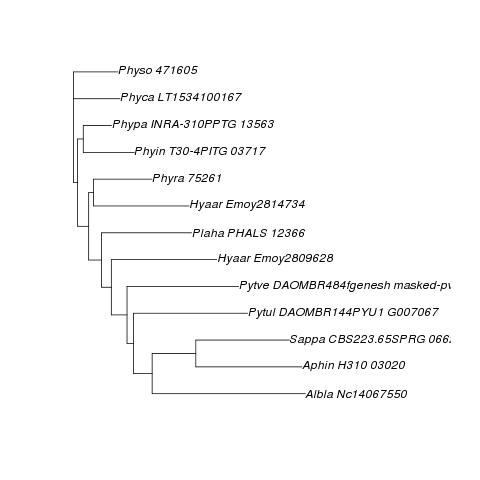 Physo 471605
Phyca LT1534100167
Phypa INRA-310PPTG 13563
Phyin T30-4PITG 03717
Phyra 75261
Hyaar Emoy2814734
Plaha PHALS 12366
Hyaar Emoy2809628
Pytve DAOMBR484fgenesh masked-
Pytul DAOMBR144PYU1 G007067
Sappa CBS223.65SPRG 066
Aphin H310 03020
Albla Nc14067550